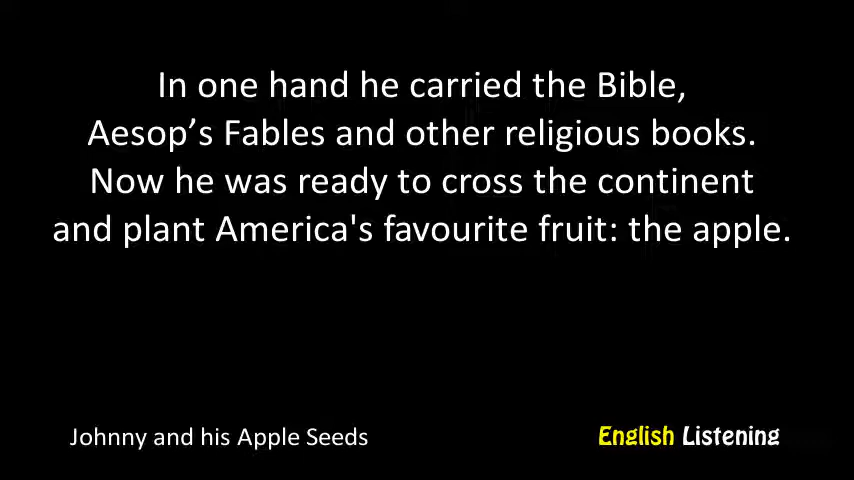 In one hand he carried the Bible,
Aesop’s Fables and other religious books.
Now he was ready to cross the continent
and plant America's favourite fruit: the apple.
Johnny and his Apple Seeds
English Listening